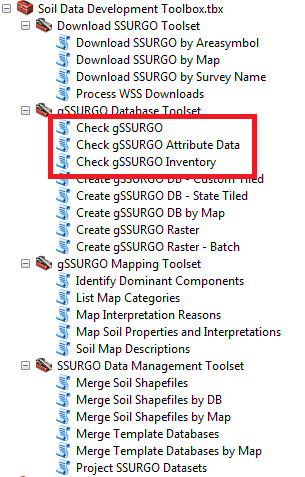 Soil Data Development Toolbox.tbx
Download SSURGO Toolset
Download SSURGO by Areasymbol
Download SSURGO by Map
Download SSURGO by Survey Name
Process WSS Downloads
gSSURGO Database Toolset
Check gSSURGO
Check gSSURGO Attribute Data
Check gSSURGO Inventory
Create gSSURGO DB - Custom Tiled
Create gSSURGO DB - State Tiled
Create gSSURGO DB by Map
Create gSSURGO Raster
Create gSSURGO Raster - Batch
gSSURGO Mapping Toolset
Identify Dominant Components
List Map Categories
Map Interpretation Reasons
Map Soil Properties and Interpretations
Soil Map Descriptions
SSURGO Data Management Toolset
Merge Soil Shapefiles
Merge Soil Shapefiles by DB
Merge Soil Shapefiles by Map
Merge Template Databases
Merge Template Databases by Map
Project SSURGO Datasets